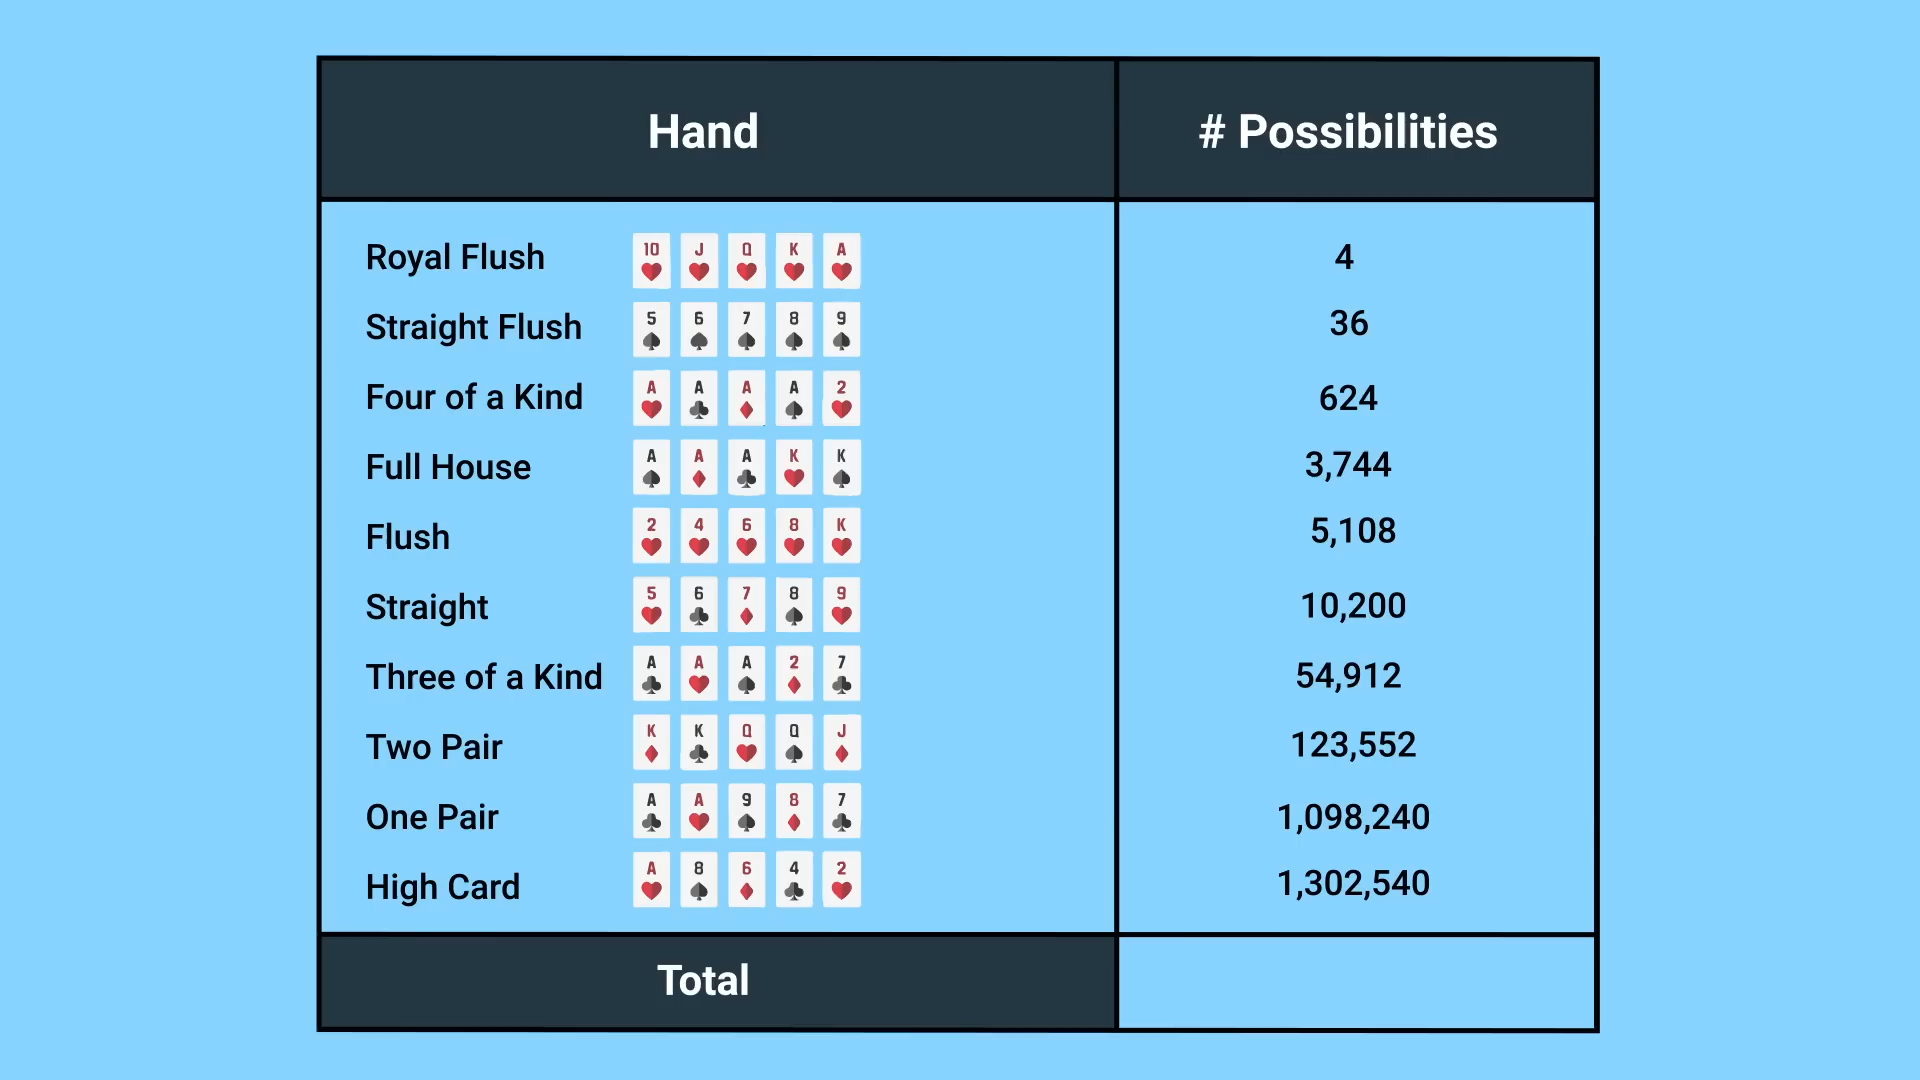 Hand # Possibilities
Royal Flush 10 J Q K A 4
Straight Flush 5 6 7 8 9 36
Four of a Kind A A A A 2 624
Full House A A A K K 3,744
Flush 2 4 6 8 K 5,108
Straight 5 6 7 8 9 10,200
Three of a Kind A A A 2 7 54,912
Two Pair K K Q Q J 123,552
One Pair A A 9 8 7 1,098,240
High Card A 8 6 4 2 1,302,540
Total